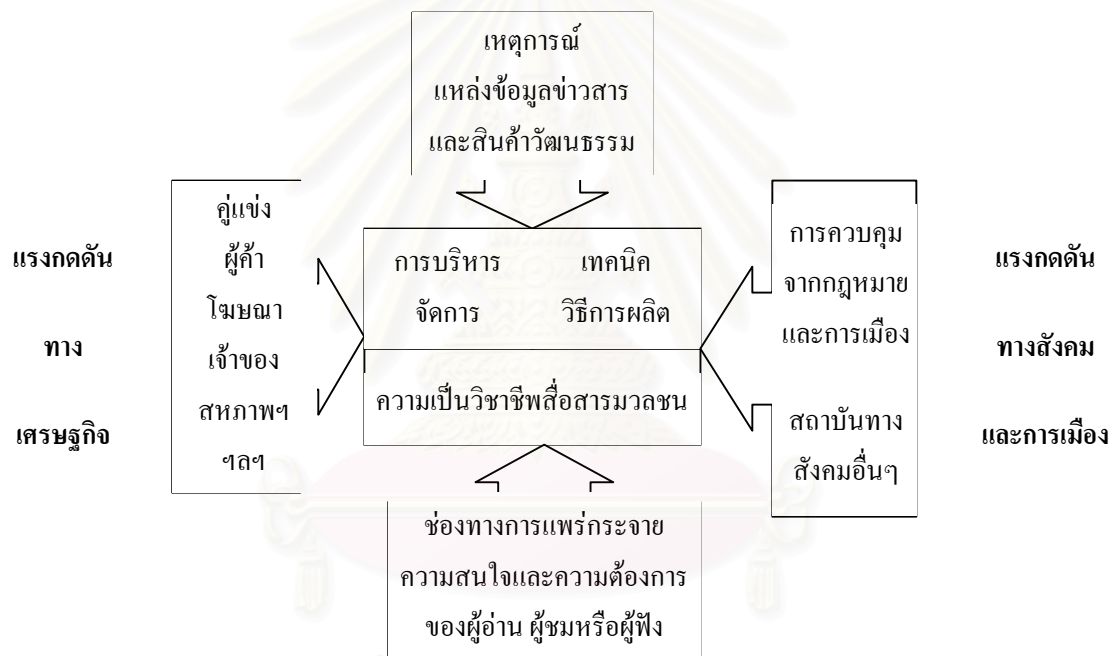 เหตุการณ์
แหล่งข้อมูลข่าวสาร
และสินค้าวัฒนธรรม
แรงกดดัน
ทาง
เศรษฐกิจ
คู่แข่ง
ผู้ค้า
โฆษณา
เจ้าของ
สหภาพฯ
ฯลฯ
การบริหาร
จัดการ
เทคนิค
วิธีการผลิต
ความเป็นวิชาชีพสื่อสารมวลชน
การควบคุม
จากกฎหมาย
และการเมือง
สถาบันทาง
สังคมอื่นๆ
แรงกดดัน
ทางสังคม
และการเมือง
ช่องทางการแพร่กระจาย
ความสนใจและความต้องการ
ของผู้อ่าน ผู้ชมหรือผู้ฟัง